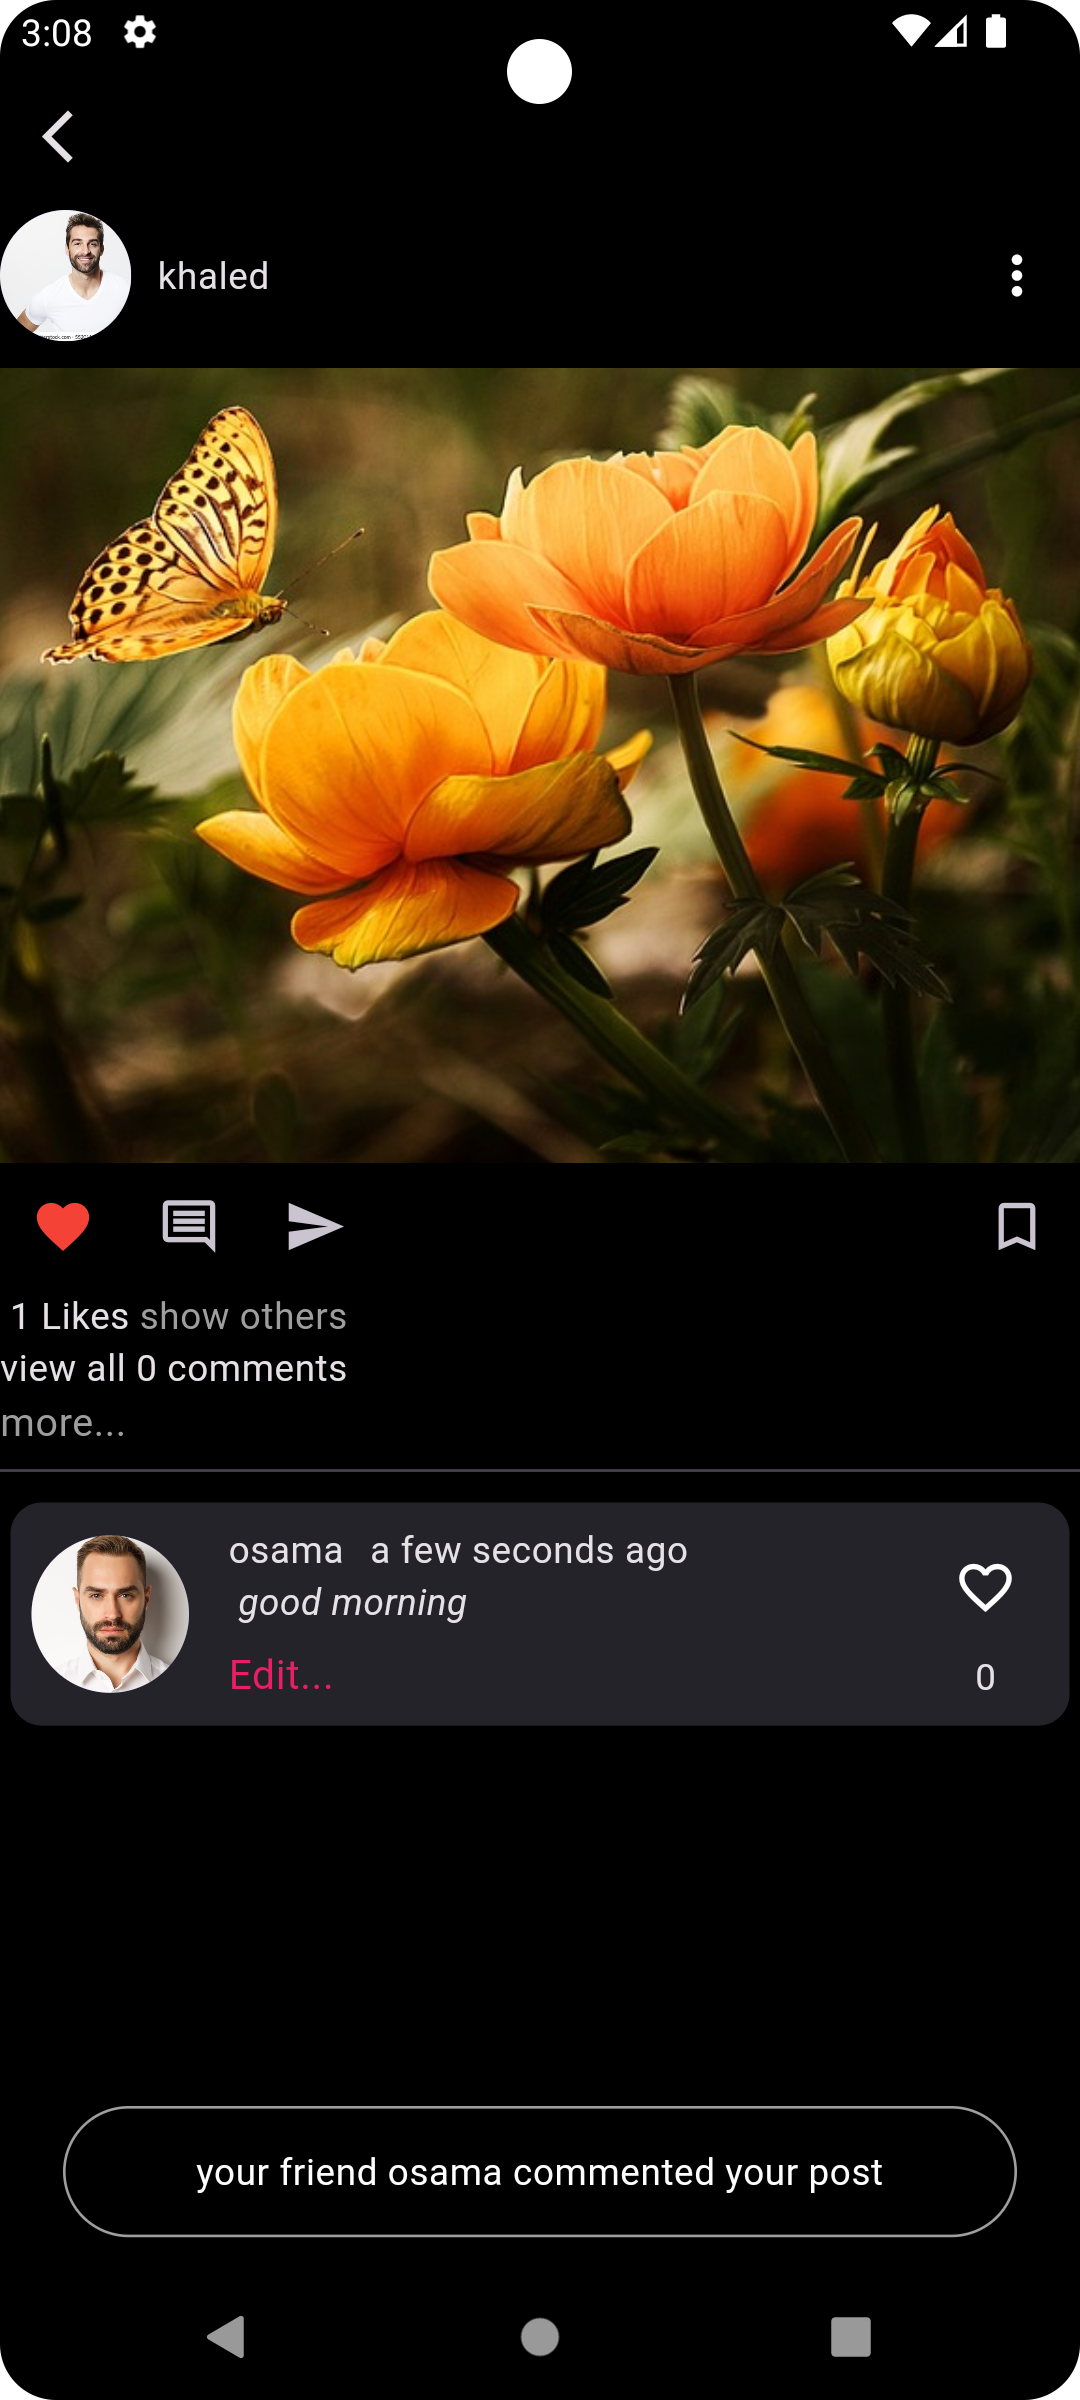 3:08
khaled
1 Likes show others
view all 0 comments
more...
osama a few seconds ago
good morning
Edit...
0
your friend osama commented your post